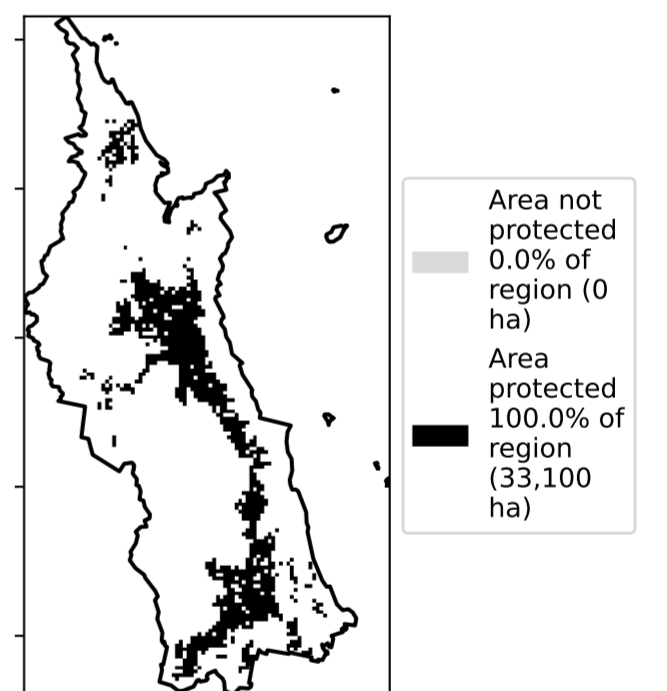 Area not
protected
0.0% of
region (0
ha)
Area
protected
100.0% of
region
(33,100
ha)